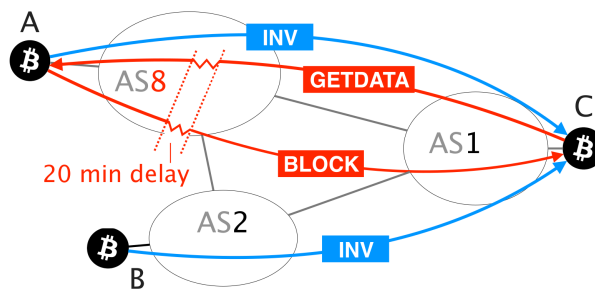 A
INV
AS8
GETDATA
C
AS1
BLOCK
20 min delay
AS2
INV
B